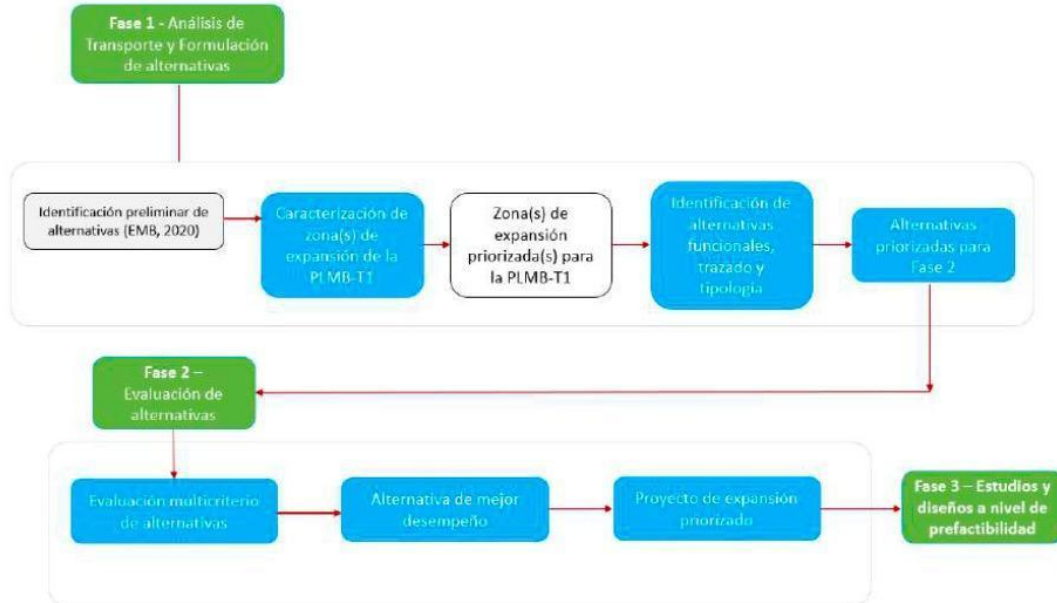 Fase 1 - Análisis de
Transporte y Formulación
de alternativas
Identificación preliminar de
alternativas (EMB, 2020)
Caracterización de
zona(s) de
expansión de la
PLMB-T1
Zona(s) de
expansión
priorizada(s) para
la PLMB-T1
Identificación de
alternativas
funcionales,
trazado y
tipología
Alternativas
priorizadas para
Fase 2
Fase 2 –
Evaluación de
alternativas
Evaluación multicriterio
de alternativas
Alternativa de mejor
desempeño
Proyecto de expansión
priorizado
Fase 3 – Estudios y
diseños a nivel de
prefactibilidad